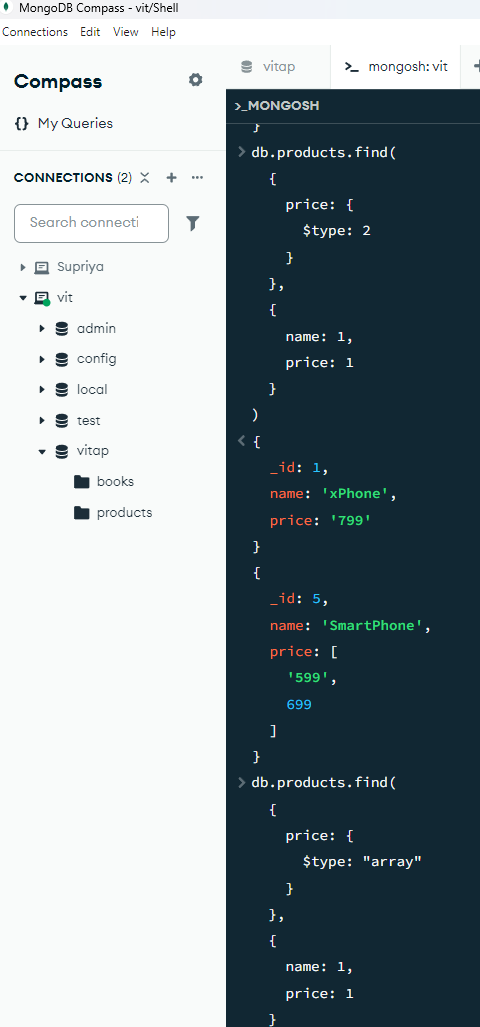 MongoDB Compass - vit/Shell
Connections Edit View Help
Compass
{} My Queries
CONNECTIONS (2)
Search connecti
Supriya
vit
admin
config
local
test
vitap
books
products
vitap
>_ mongosh: vit
>_MONGOSH
}
> db.products.find(
{
price: {
$type: 2
}
},
{
name: 1,
price: 1
}
)
< {
_id: 1,
name: 'xPhone',
price: '799'
}
{
_id: 5,
name: 'SmartPhone',
price: [
'599',
699
]
}
> db.products.find(
{
price: {
$type: "array"
}
},
{
name: 1,
price: 1
}